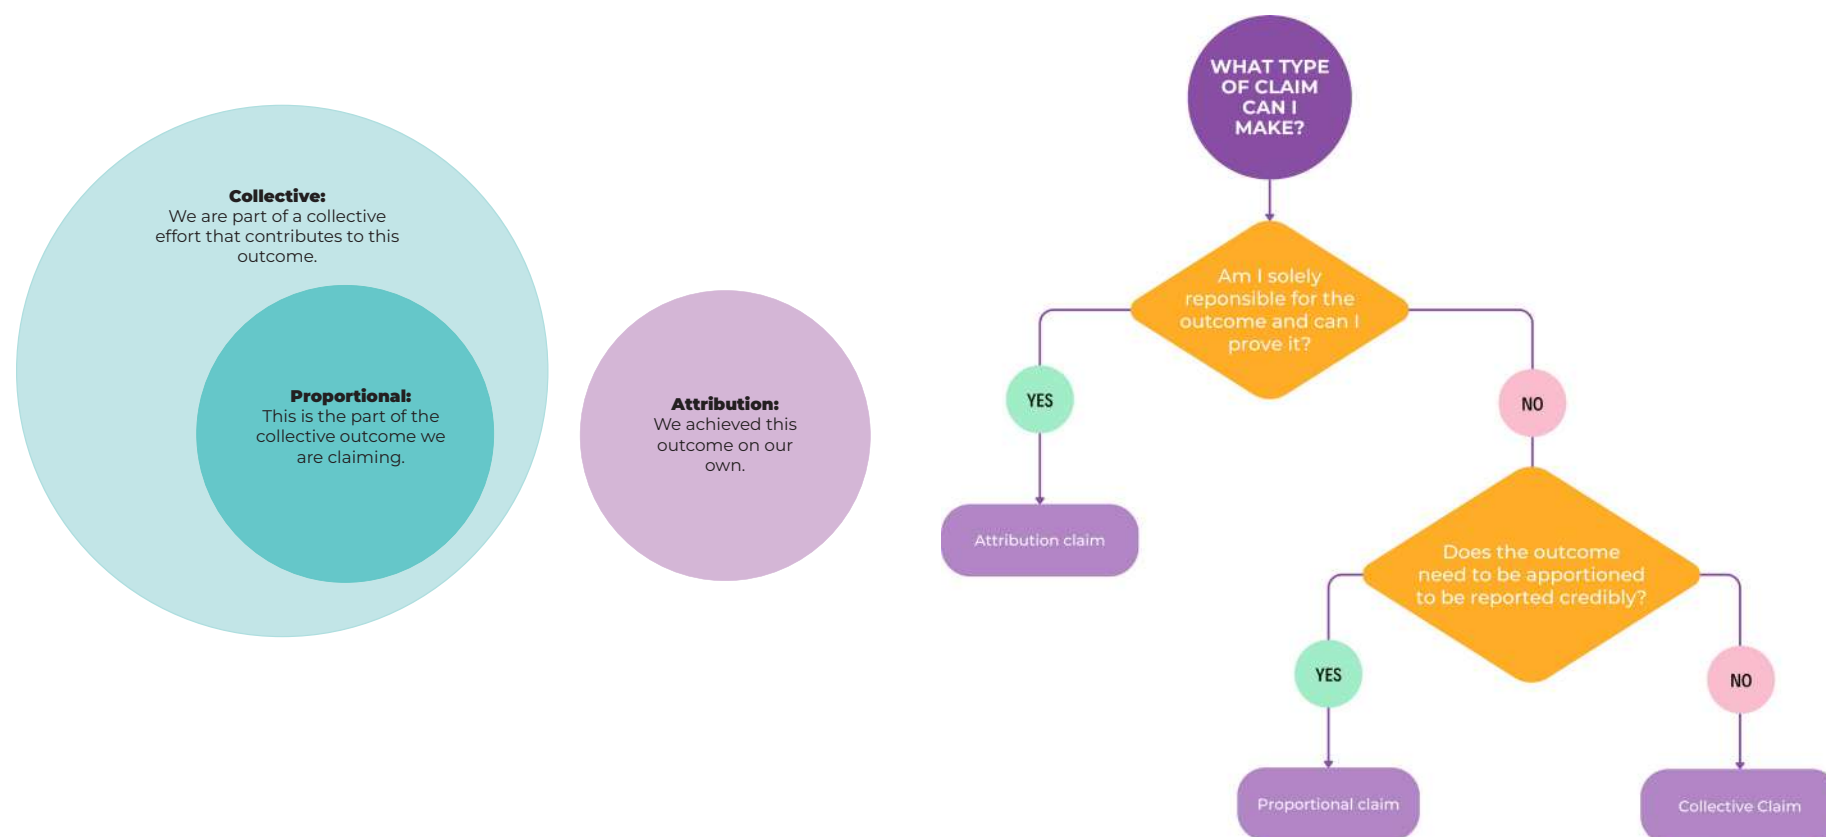 Collective:
We are part of a collective
effort that contributes to this
outcome.
Proportional:
This is the part of the
collective outcome we
are claiming.
Attribution:
We achieved this
outcome on our
own.
WHAT TYPE
OF CLAIM
CAN I
MAKE?
Am I solely
reponsible for the
outcome and can I
prove it?
YES
NO
Attribution claim
Does the outcome
need to be apportioned
to be reported credibly?
YES
NO
Proportional claim
Collective Claim